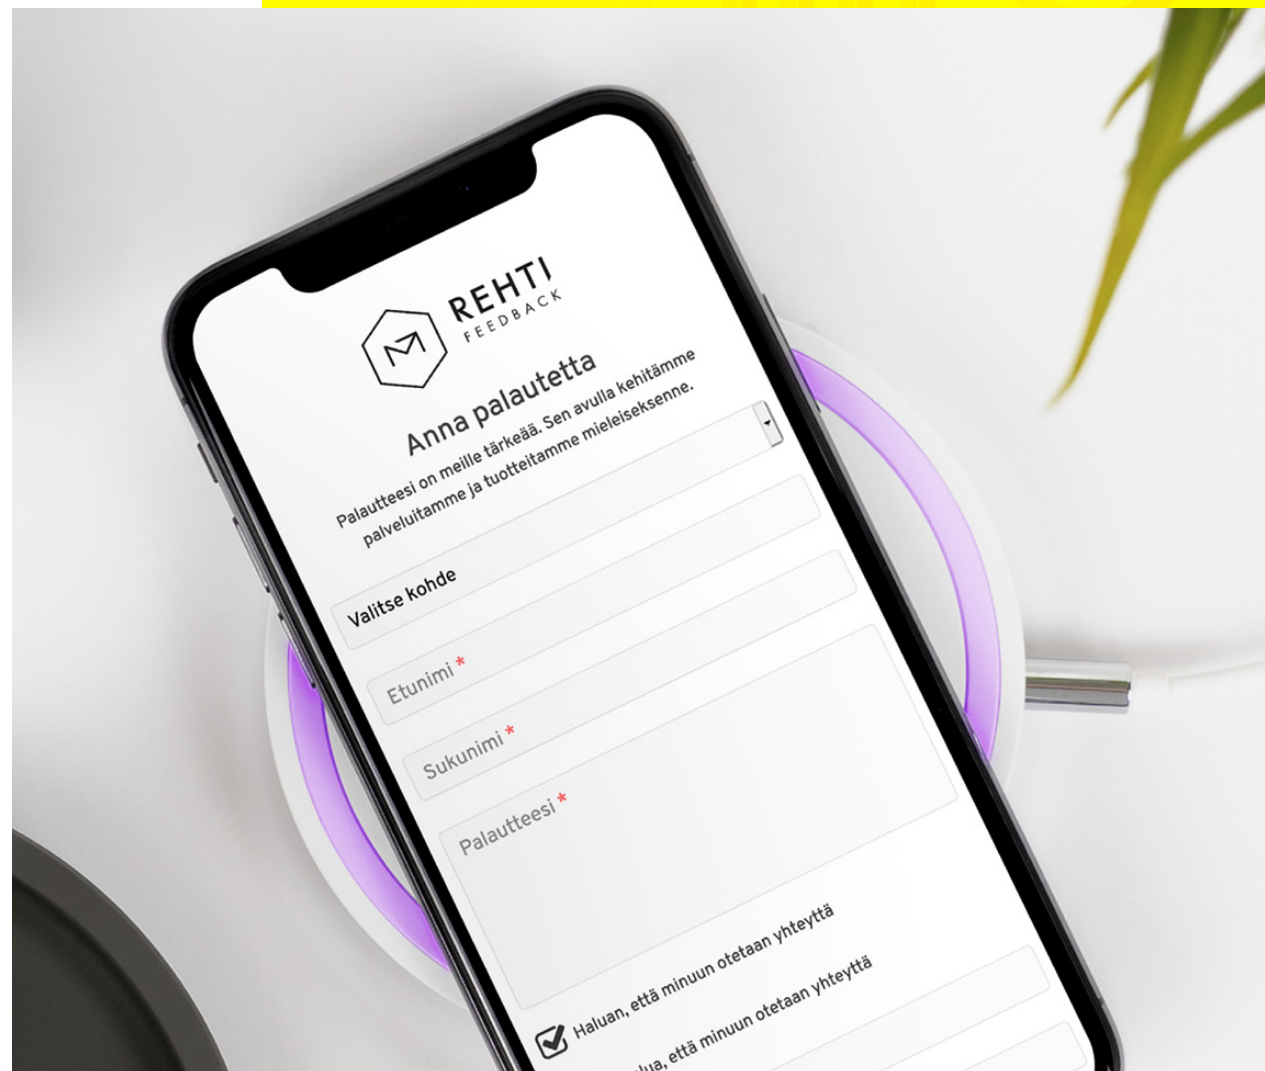 REHTI
FEEDBACK
Anna palautetta
Palautteesi on meille tärkeää. Sen avulla kehitämme
palveluitamme ja tuotteitamme mieleiseksenne.
Valitse kohde
Etunimi *
Sukunimi *
Palautteesi *
Haluan, että minuun otetaan yhteyttä
että minuun otetaan yhteyttä